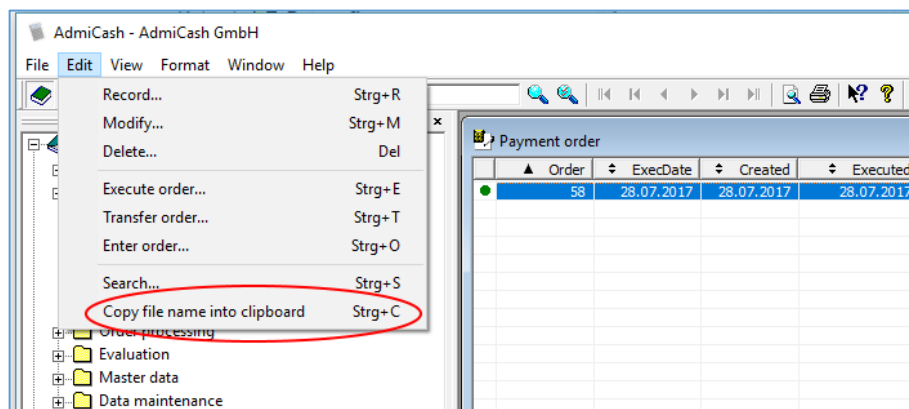 AdmiCash - AdmiCash GmbH
File Edit View Format Window Help
Record... Strg+R
Modify... Strg+M
Delete... Del
Execute order... Strg+E
Transfer order... Strg+T
Enter order... Strg+O
Search... Strg+S
Copy file name into clipboard Strg+C
Order processing
Evaluation
Master data
Data maintenance
Payment order
Order ExecDate Created Executed
58 28.07.2017 28.07.2017 28.07.2017